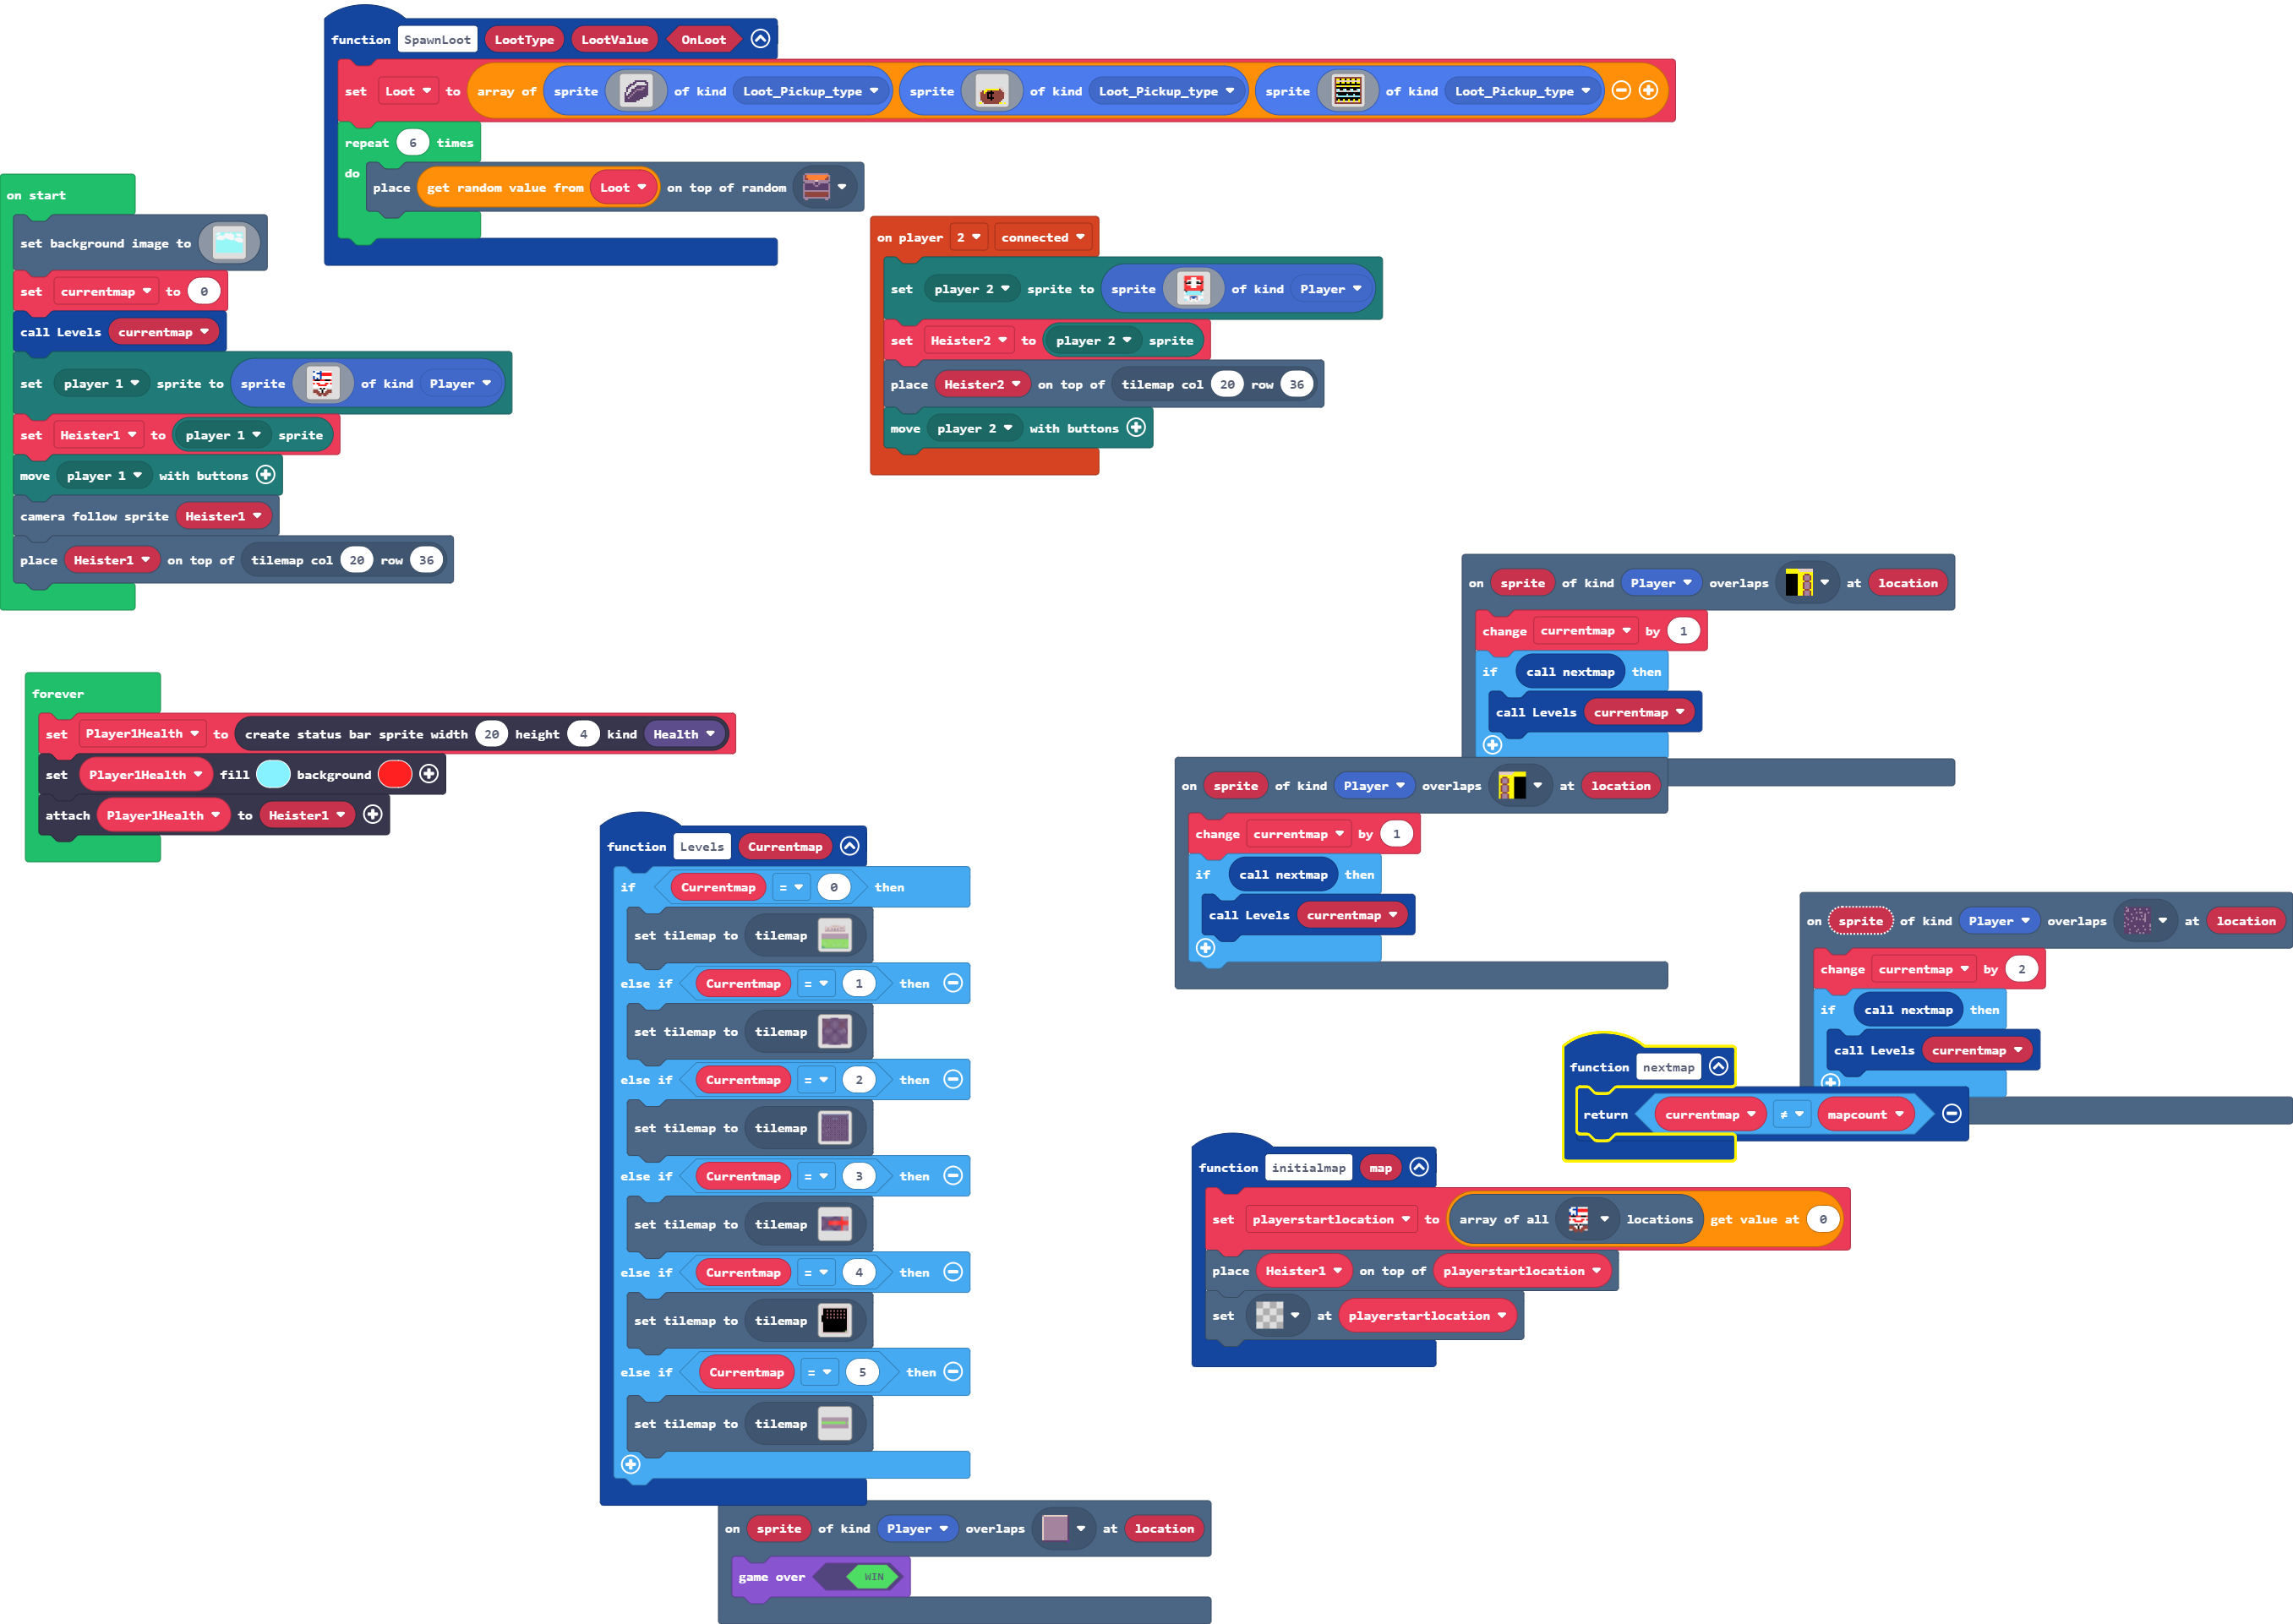 function SpawnLoot LootType LootValue OnLoot
set Loot to array of sprite of kind Loot_Pickup_type sprite of kind Loot_Pickup_type sprite of kind Loot_Pickup_type
repeat 6 times
do place get random value from Loot on top of random
on start
set background image to
set currentmap to 0
call Levels currentmap
set player 1 sprite to sprite of kind Player
set Heister1 to player 1 sprite
move player 1 with buttons
camera follow sprite Heister1
place Heister1 on top of tilemap col 20 row 36
on player 2 connected
set player 2 sprite to sprite of kind Player
set Heister2 to player 2 sprite
place Heister2 on top of tilemap col 20 row 36
move player 2 with buttons
forever
set Player1Health to create status bar sprite width 20 height 4 kind Health
set Player1Health fill background
attach Player1Health to Heister1
on sprite of kind Player overlaps at location
change currentmap by 1
if call nextmap then
call Levels currentmap
on sprite of kind Player overlaps at location
change currentmap by 1
if call nextmap then
call Levels currentmap
on sprite of kind Player overlaps at location
change currentmap by 2
if call nextmap then
call Levels currentmap
function nextmap
return currentmap ≠ mapcount
function initialmap map
set playerstartlocation to array of all locations get value at 0
place Heister1 on top of playerstartlocation
set at playerstartlocation
function Levels Currentmap
if Currentmap = 0 then
set tilemap to tilemap
else if Currentmap = 1 then
set tilemap to tilemap
else if Currentmap = 2 then
set tilemap to tilemap
else if Currentmap = 3 then
set tilemap to tilemap
else if Currentmap = 4 then
set tilemap to tilemap
else if Currentmap = 5 then
set tilemap to tilemap
on sprite of kind Player overlaps at location
game over WIN